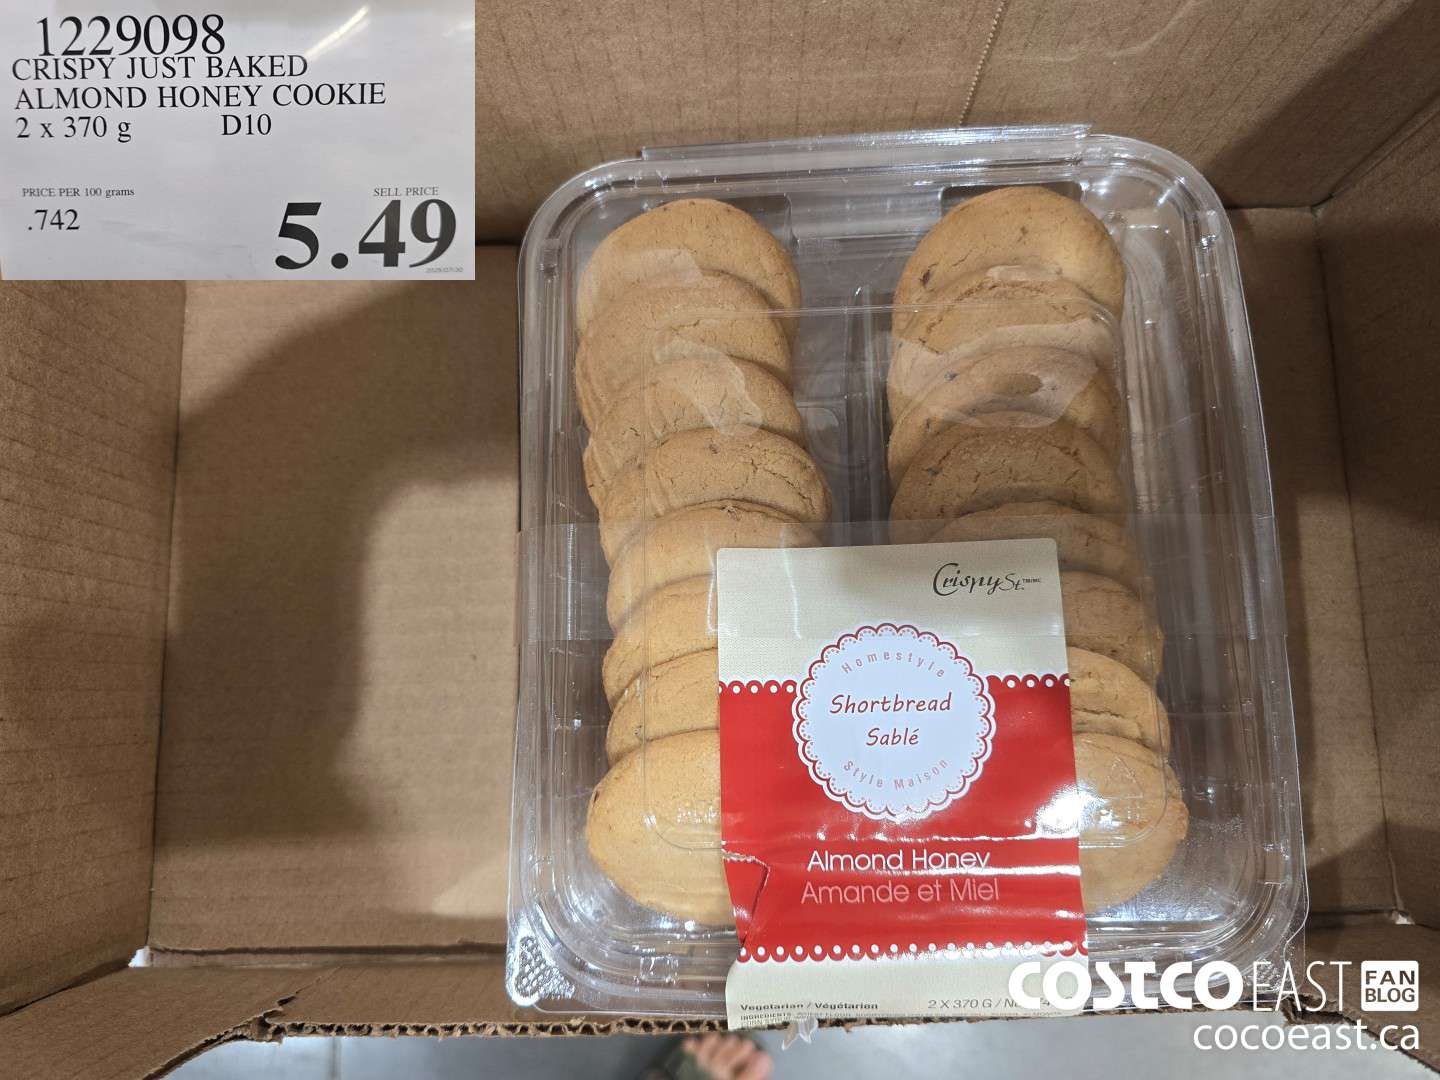 1229098
CRISPY JUST BAKED
ALMOND HONEY COOKIE
2 x 370 g D10
PRICE PER 100 grams
.742
SELL PRICE
5.49
Crispy St.
Homestyle
Shortbread
Sablé
Style Maison
Almond Honey
Amande et Miel
Vegetarian / Végétarien
2 X 370 G /
INGREDIENTS:
COSTCO EAST FAN BLOG
cocoeast.ca